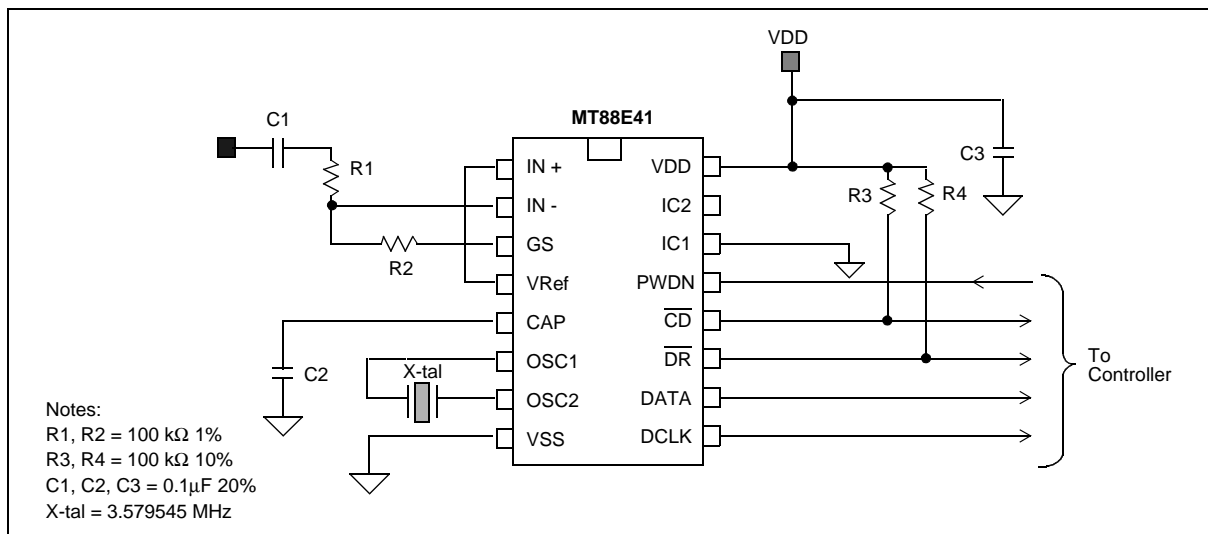 VDD
MT88E41
C1
R1
R2
C2
X-tal
C3
R3
R4
IN +
IN -
GS
VRef
CAP
OSC1
OSC2
VSS
VDD
IC2
IC1
PWDN
CD
DR
DATA
DCLK
To
Controller
Notes:
R1, R2 = 100 kΩ 1%
R3, R4 = 100 kΩ 10%
C1, C2, C3 = 0.1μF 20%
X-tal = 3.579545 MHz